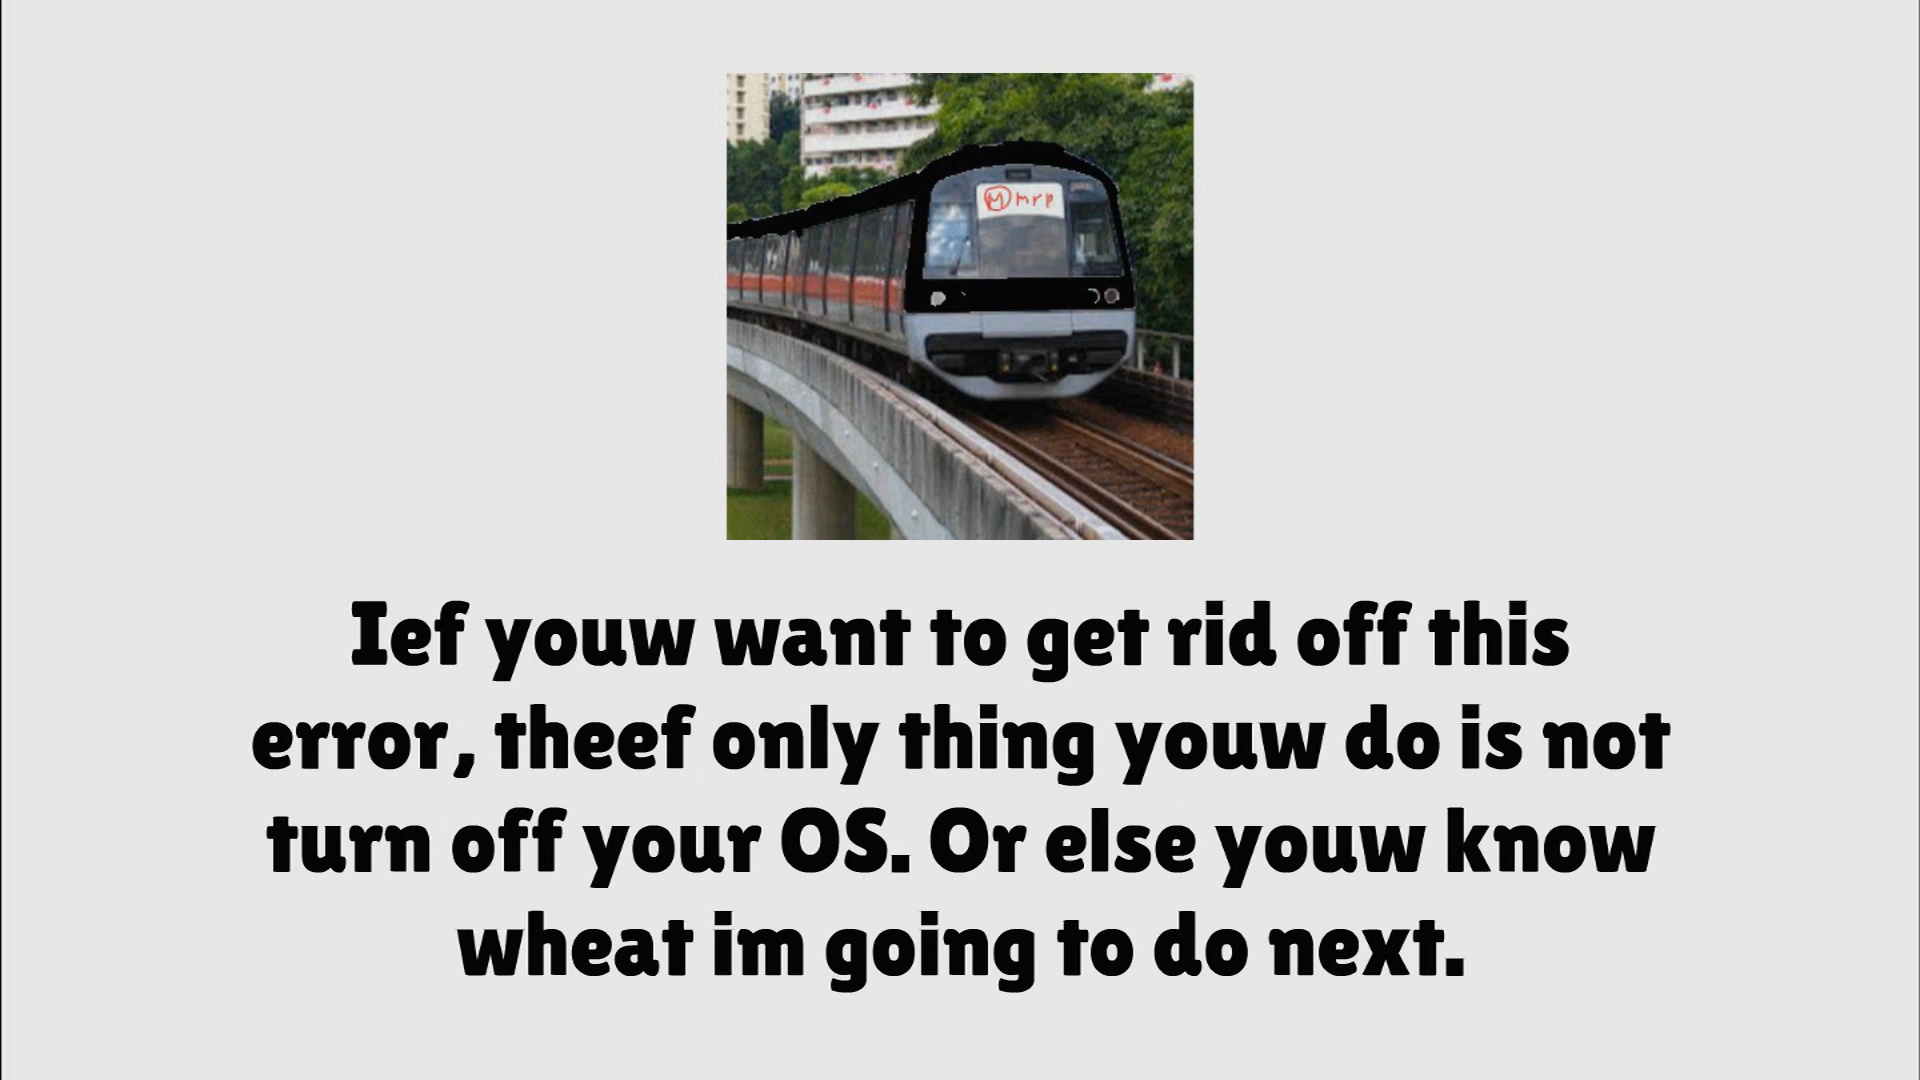 M mrp
Ief youw want to get rid off this
error, theef only thing youw do is not
turn off your OS. Or else youw know
wheat im going to do next.